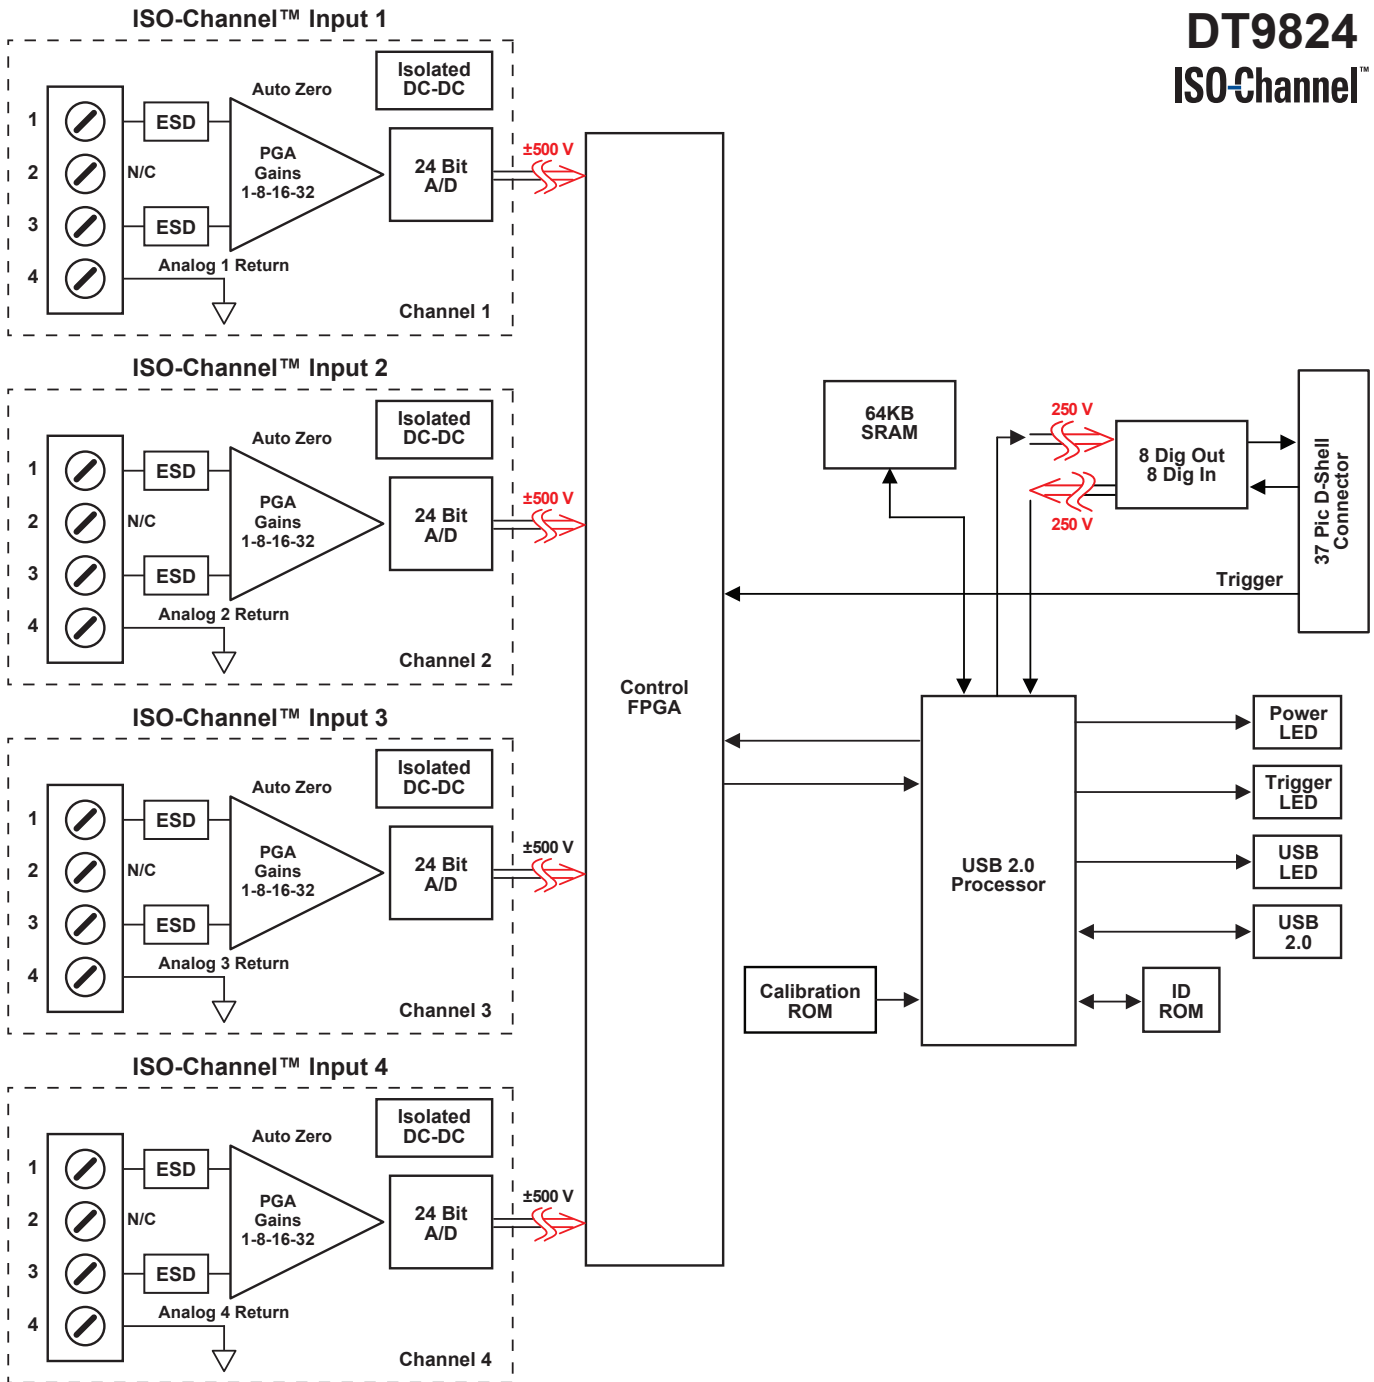 DT9824
ISO-Channel™
ISO-Channel™ Input 1
Isolated
DC-DC
Auto Zero
1
ESD
PGA
Gains
1-8-16-32
2
N/C
24 Bit
A/D
±500 V
3
ESD
4
Analog 1 Return
Channel 1
ISO-Channel™ Input 2
Isolated
DC-DC
Auto Zero
1
ESD
PGA
Gains
1-8-16-32
2
N/C
24 Bit
A/D
±500 V
3
ESD
4
Analog 2 Return
Channel 2
ISO-Channel™ Input 3
Isolated
DC-DC
Auto Zero
1
ESD
PGA
Gains
1-8-16-32
2
N/C
24 Bit
A/D
±500 V
3
ESD
4
Analog 3 Return
Channel 3
ISO-Channel™ Input 4
Isolated
DC-DC
Auto Zero
1
ESD
PGA
Gains
1-8-16-32
2
N/C
24 Bit
A/D
±500 V
3
ESD
4
Analog 4 Return
Channel 4
Control
FPGA
64KB
SRAM
250 V
8 Dig Out
8 Dig In
250 V
37 Pic D-Shell
Connector
Trigger
USB 2.0
Processor
Power
LED
Trigger
LED
USB
LED
USB
2.0
Calibration
ROM
ID
ROM